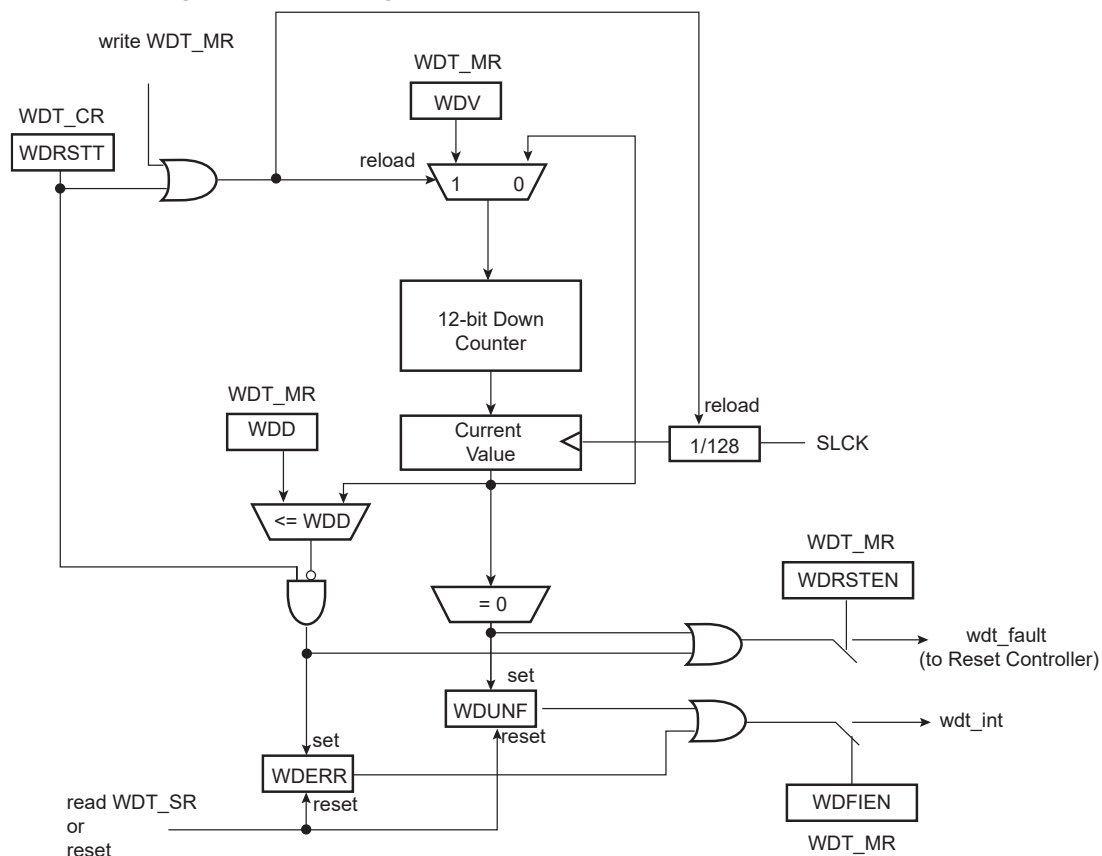 write WDT_MR
WDT_MR
WDV
WDT_CR
WDRSTT
reload
1 0
12-bit Down
Counter
WDT_MR
WDD
reload
Current
Value
1/128
SLCK
<= WDD
WDT_MR
WDRSTEN
= 0
wdt_fault
(to Reset Controller)
set
WDUNF
reset
wdt_int
set
WDERR
reset
WDFIEN
WDT_MR
read WDT_SR
or
reset